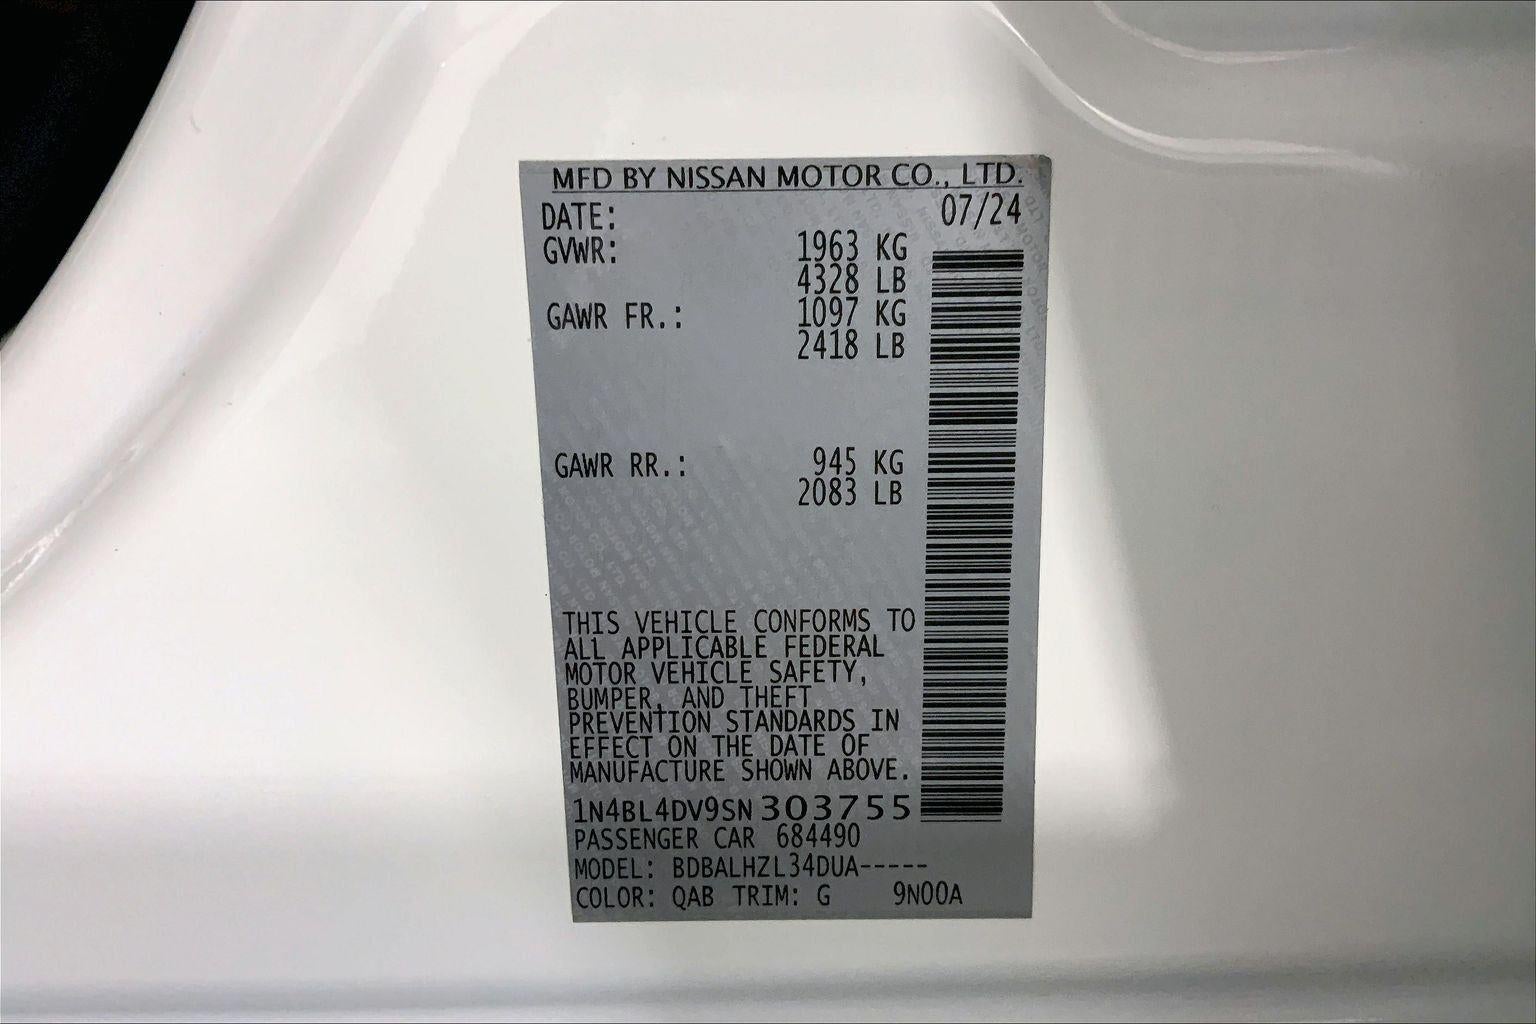 MFD BY NISSAN MOTOR CO., LTD.
DATE: 07/24
GVWR: 1963 KG
4328 LB
GAWR FR.: 1097 KG
2418 LB
GAWR RR.: 945 KG
2083 LB
THIS VEHICLE CONFORMS TO
ALL APPLICABLE FEDERAL
MOTOR VEHICLE SAFETY,
BUMPER, AND THEFT
PREVENTION STANDARDS IN
EFFECT ON THE DATE OF
MANUFACTURE SHOWN ABOVE.
1N4BL4DV9SN303755
PASSENGER CAR 684490
MODEL: BDBALHZL34DUA-----
COLOR: QAB TRIM: G 9N00A